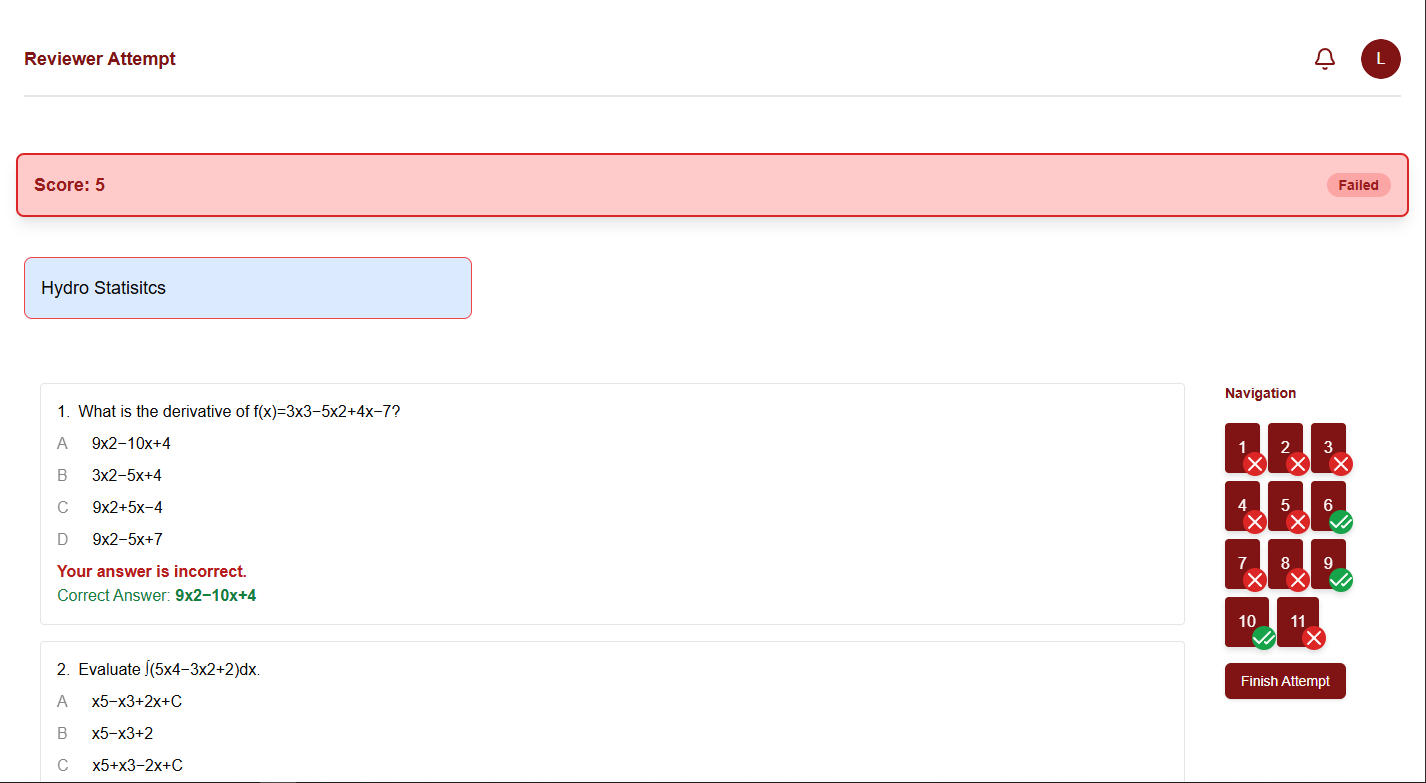 Reviewer Attempt
L
Score: 5
Failed
Hydro Statisitcs
1. What is the derivative of f(x)=3x3−5x2+4x−7?
A 9x2−10x+4
B 3x2−5x+4
C 9x2+5x−4
D 9x2−5x+7
Your answer is incorrect.
Correct Answer: 9x2−10x+4
2. Evaluate ∫(5x4−3x2+2)dx.
A x5−x3+2x+C
B x5−x3+2
C x5+x3−2x+C
Navigation
1 2 3
4 5 6
7 8 9
10 11
Finish Attempt